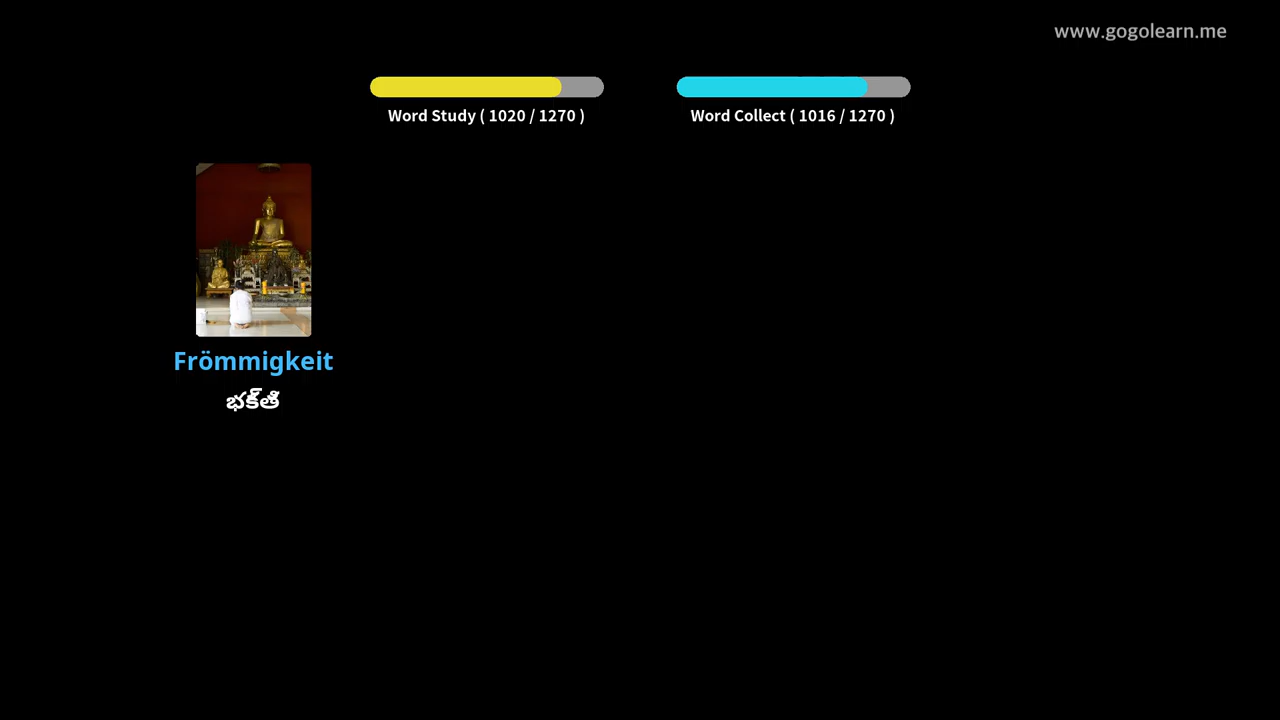 www.gogolearn.me
Word Study ( 1020 / 1270 )
Word Collect ( 1016 / 1270 )
Frömmigkeit
భక్తి